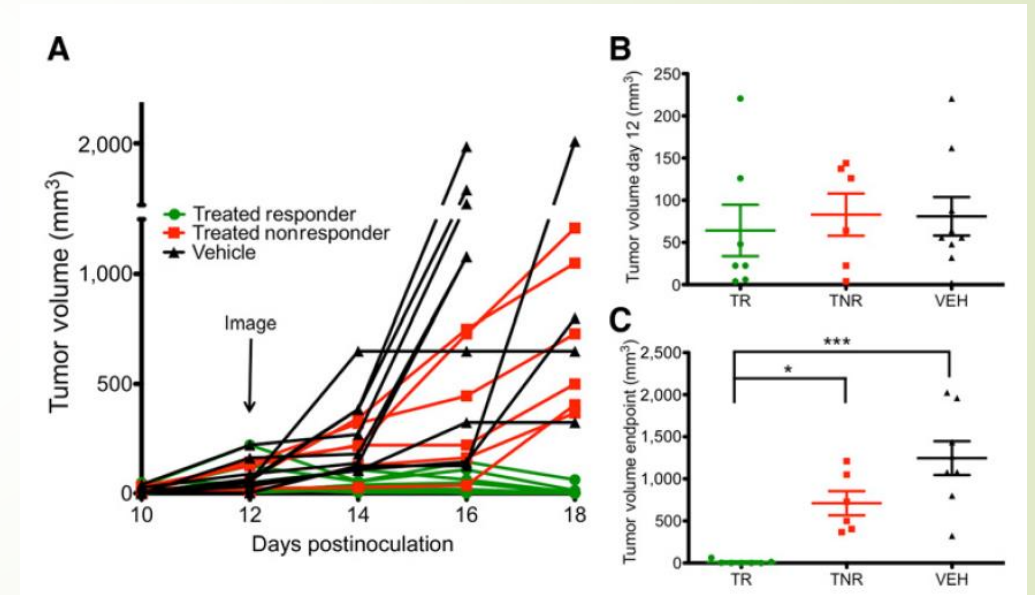 A
Tumor volume (mm3)
2,000
1,000
500
0
Treated responder
Treated nonresponder
Vehicle
Image
10 12 14 16 18
Days postinoculation
B
Tumor volume day 12 (mm3)
250
200
150
100
50
0
TR TNR VEH
C
Tumor volume endpoint (mm3)
2,500
2,000
1,500
1,000
500
0
***
*
TR TNR VEH